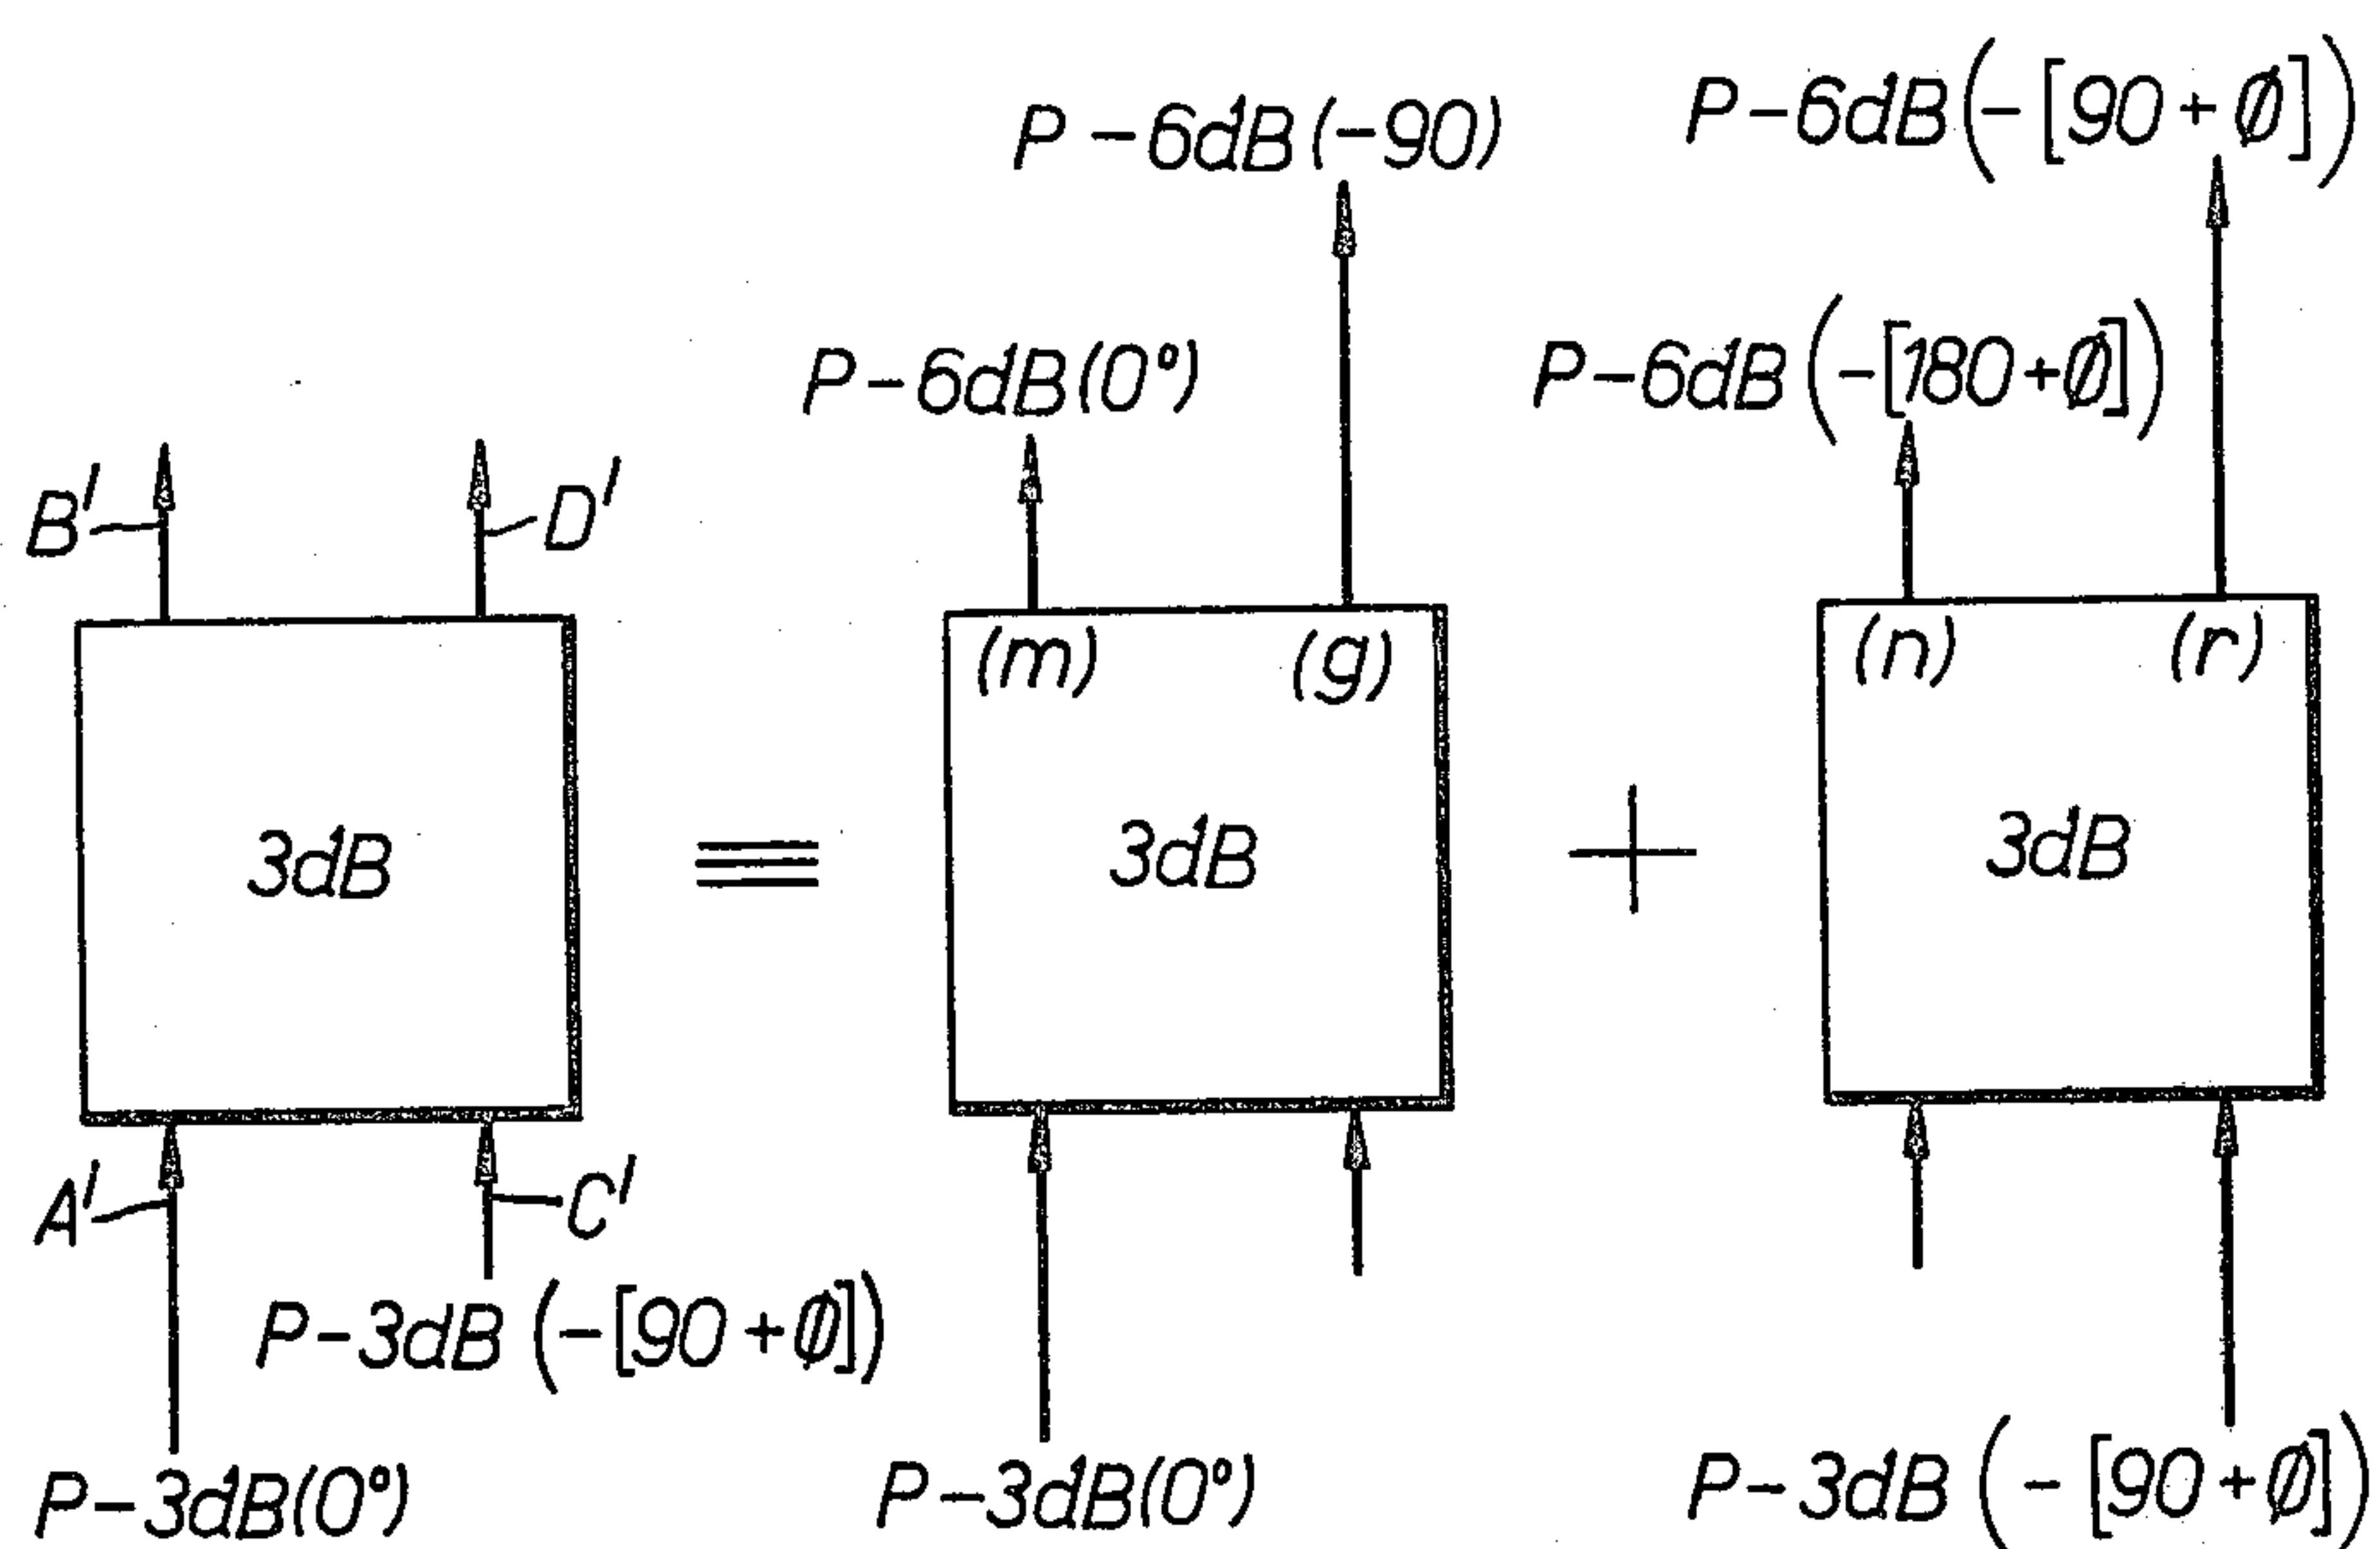 P-6dB(-[90+Ø])
P-6dB(-90)
P-6dB(0°)
P-6dB(-[180+Ø])
B' D'
(m) (g) (n) (r)
3dB ≡ 3dB + 3dB
A' C'
P-3dB(-[90+Ø])
P-3dB(0°) P-3dB(0°) P-3dB(-[90+Ø])